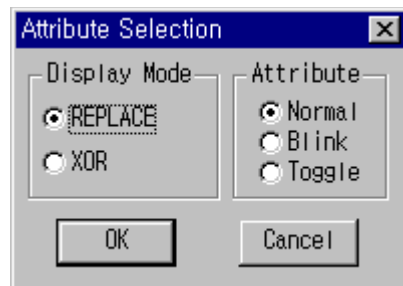 Attribute Selection
Display Mode
REPLACE
XOR
Attribute
Normal
Blink
Toggle
OK
Cancel